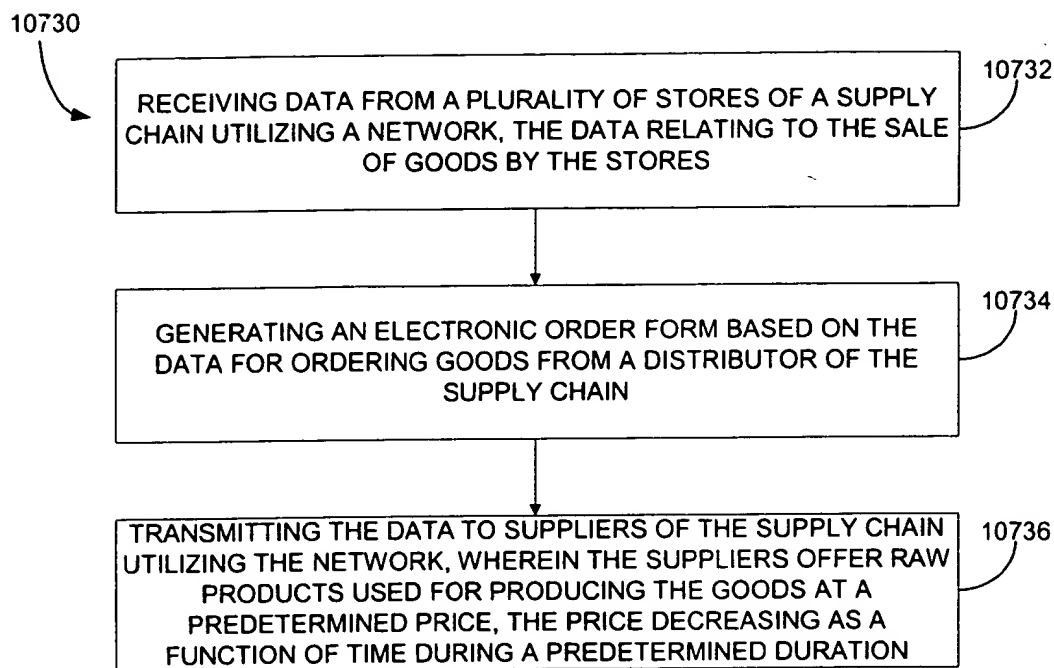 10730
10732
RECEIVING DATA FROM A PLURALITY OF STORES OF A SUPPLY
CHAIN UTILIZING A NETWORK, THE DATA RELATING TO THE SALE
OF GOODS BY THE STORES
10734
GENERATING AN ELECTRONIC ORDER FORM BASED ON THE
DATA FOR ORDERING GOODS FROM A DISTRIBUTOR OF THE
SUPPLY CHAIN
10736
TRANSMITTING THE DATA TO SUPPLIERS OF THE SUPPLY CHAIN
UTILIZING THE NETWORK, WHEREIN THE SUPPLIERS OFFER RAW
PRODUCTS USED FOR PRODUCING THE GOODS AT A
PREDETERMINED PRICE, THE PRICE DECREASING AS A
FUNCTION OF TIME DURING A PREDETERMINED DURATION